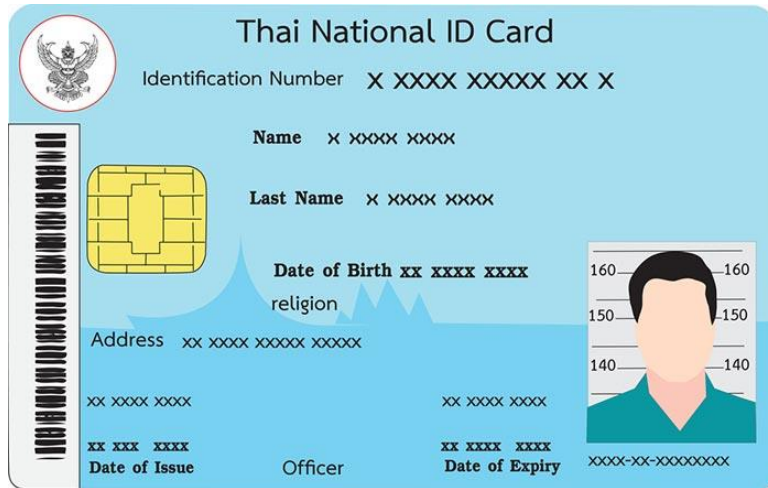 Thai National ID Card
Identification Number X XXXX XXXXX XX X
Name X XXXX XXXX
Last Name X XXXX XXXX
Date of Birth xx xxxx xxxx
religion
Address xx xxxx xxxxx xxxxx
160 160
150 150
140 140
xx xxxx xxxx xx xxxx xxxx
xx xxx xxxx xx xxxx xxxx
Date of Issue Officer Date of Expiry xxxx-xx-xxxxxxxx